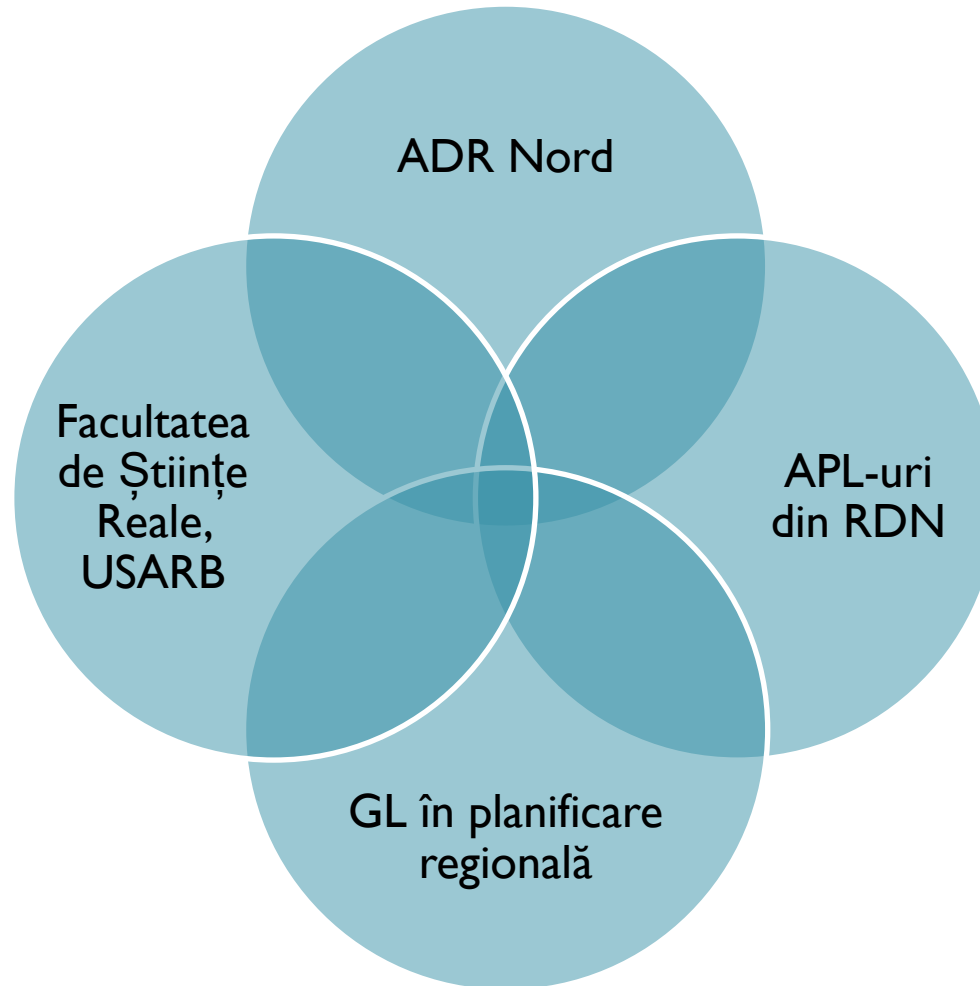 ADR Nord
Facultatea
de Științe
Reale,
USARB
APL-uri
din RDN
GL în planificare
regională